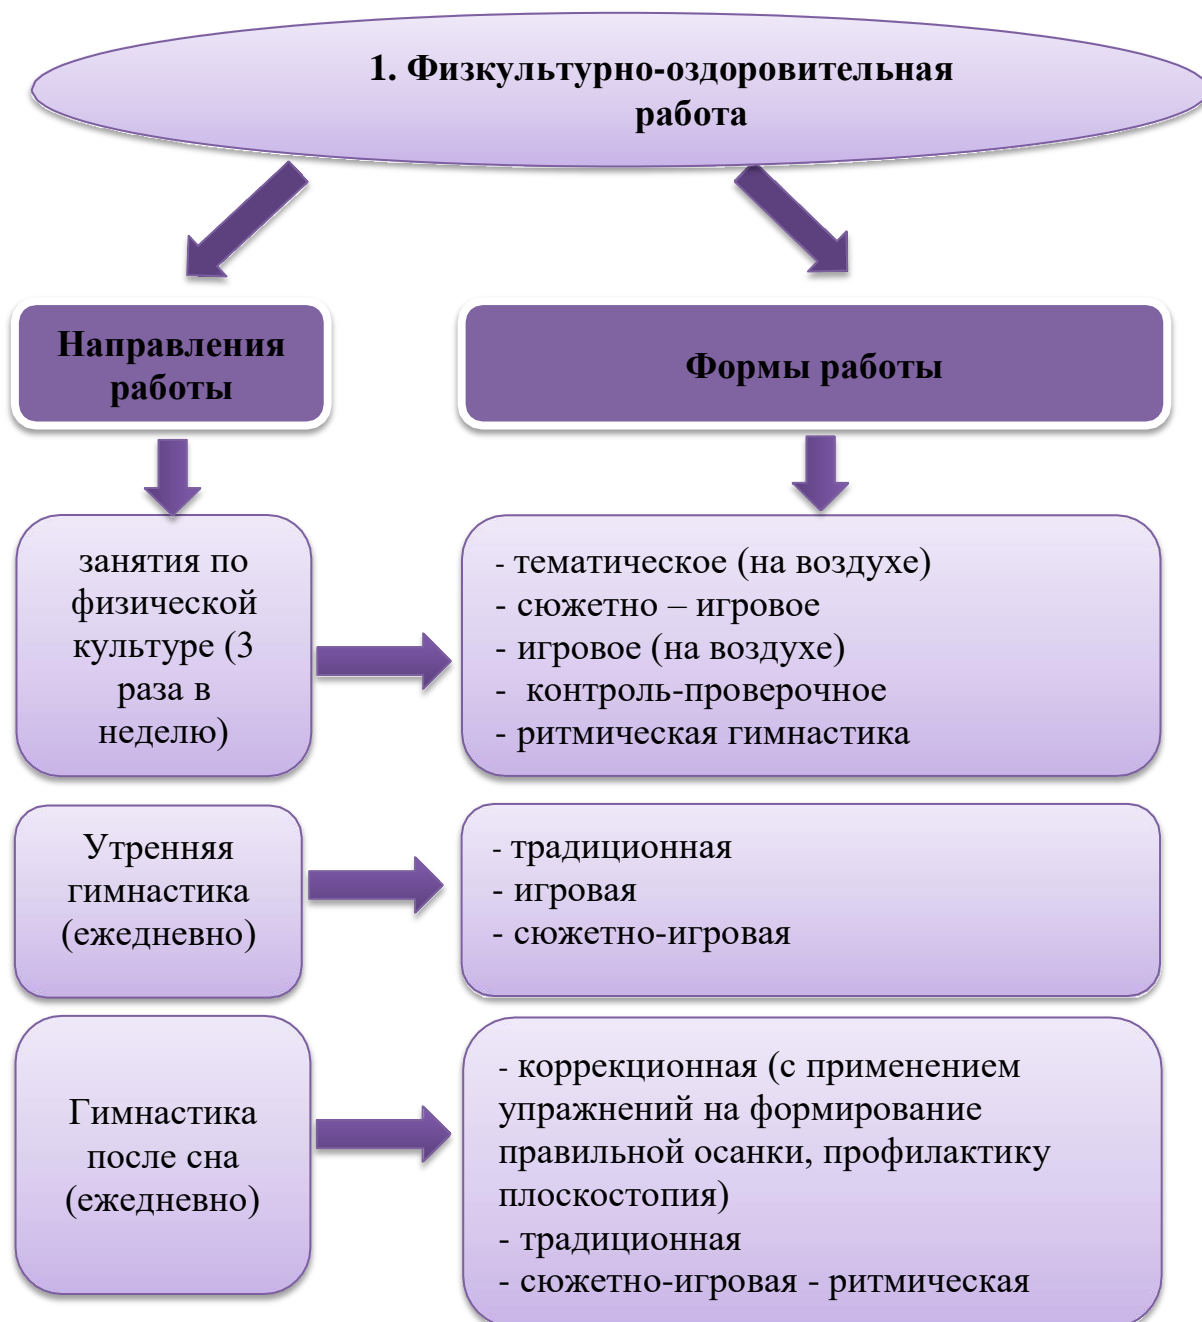 1. Физкультурно-оздоровительная
работа
Направления
работы
Формы работы
занятия по
физической
культуре (3
раза в
неделю)
- тематическое (на воздухе)
- сюжетно – игровое
- игровое (на воздухе)
- контроль-проверочное
- ритмическая гимнастика
Утренняя
гимнастика
(ежедневно)
- традиционная
- игровая
- сюжетно-игровая
Гимнастика
после сна
(ежедневно)
- коррекционная (с применением
упражнений на формирование
правильной осанки, профилактику
плоскостопия)
- традиционная
- сюжетно-игровая - ритмическая